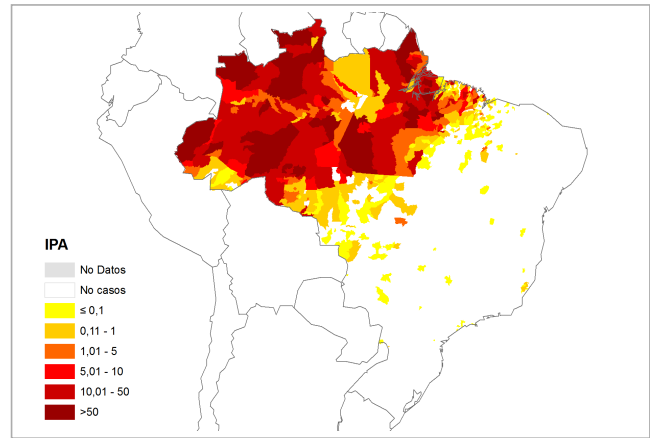 IPA
No Datos
No casos
≤ 0,1
0,11 - 1
1,01 - 5
5,01 - 10
10,01 - 50
>50